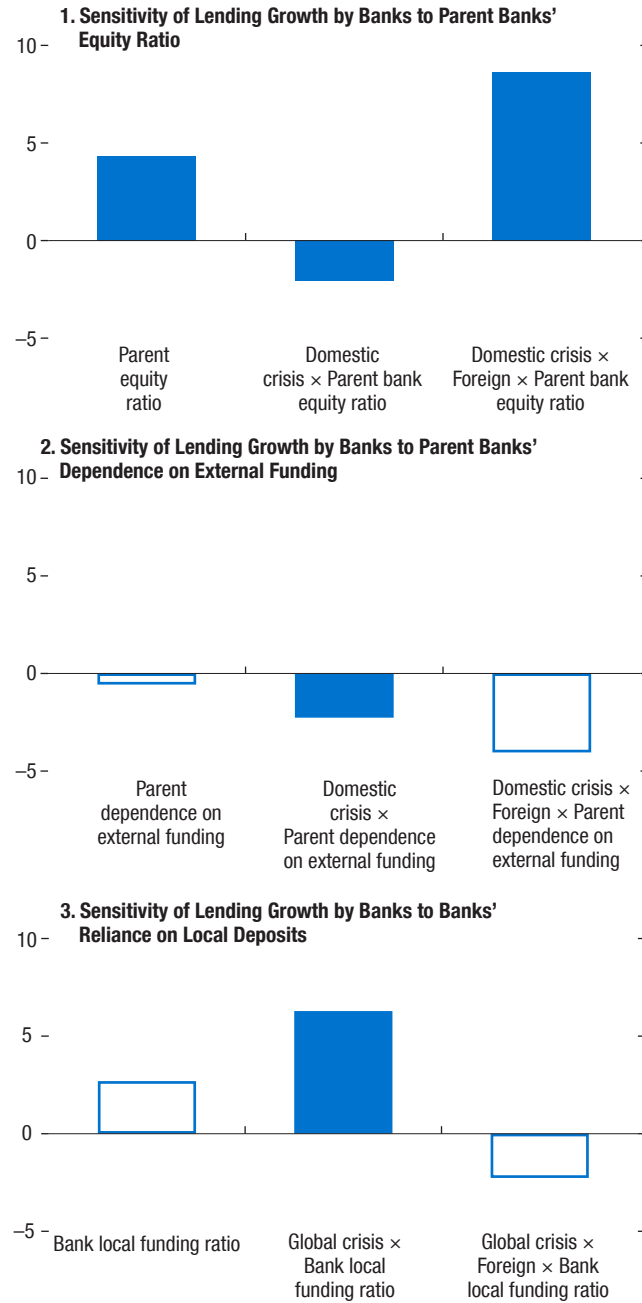 1. Sensitivity of Lending Growth by Banks to Parent Banks’
Equity Ratio
10
5
0
–5
Parent
equity
ratio
Domestic
crisis × Parent bank
equity ratio
Domestic crisis ×
Foreign × Parent bank
equity ratio
2. Sensitivity of Lending Growth by Banks to Parent Banks’
Dependence on External Funding
10
5
0
–5
Parent
dependence on
external funding
Domestic
crisis ×
Parent dependence
on external funding
Domestic crisis ×
Foreign × Parent
dependence on
external funding
3. Sensitivity of Lending Growth by Banks to Banks’
Reliance on Local Deposits
10
5
0
–5
Bank local funding ratio
Global crisis ×
Bank local
funding ratio
Global crisis ×
Foreign × Bank
local funding ratio